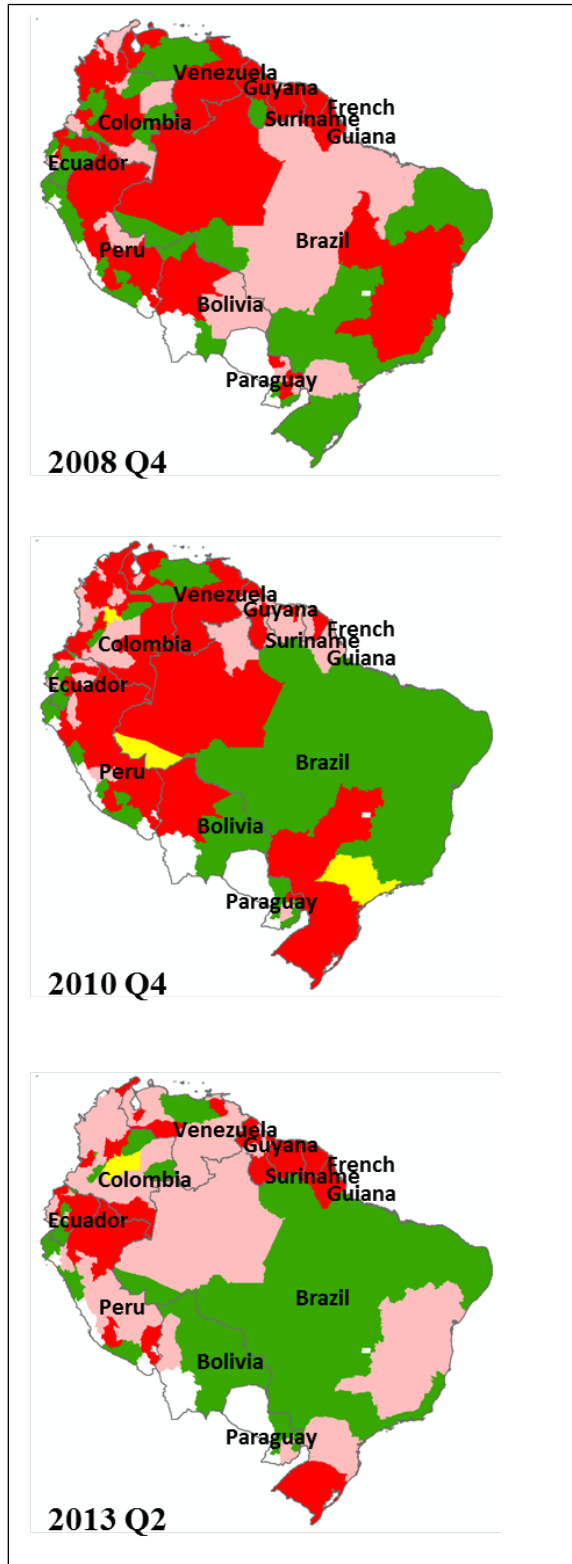 Venezuela
Guyana
French
Suriname
Guiana
Colombia
Ecuador
Brazil
Peru
Bolivia
Paraguay
2008 Q4
Venezuela
Guyana
French
Suriname
Guiana
Colombia
Ecuador
Brazil
Peru
Bolivia
Paraguay
2010 Q4
Venezuela
Guyana
French
Suriname
Guiana
Colombia
Ecuador
Brazil
Peru
Bolivia
Paraguay
2013 Q2